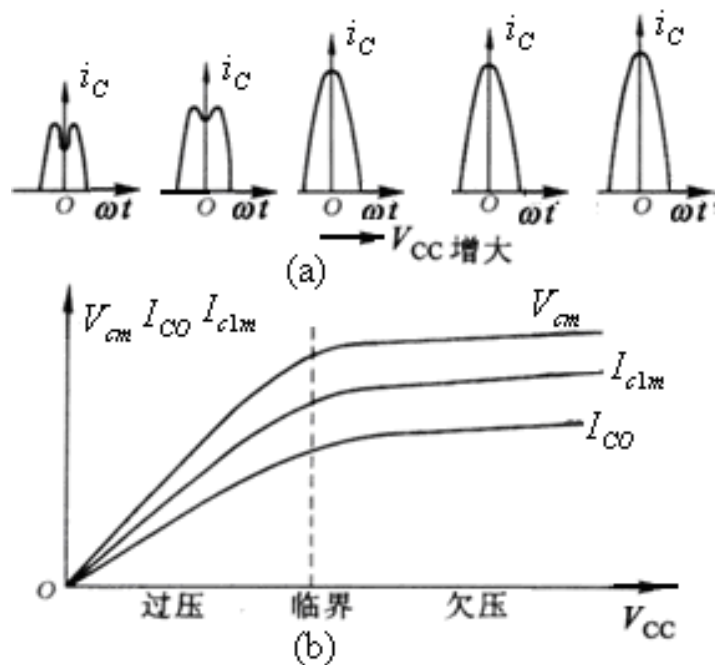 i_C i_C i_C i_C i_C
O ωt O ωt O ωt O ωt O ωt
V_CC 增大
(a)
V_cm I_CO I_c1m
V_cm
I_c1m
I_CO
O 过压 临界 欠压 V_CC
(b)